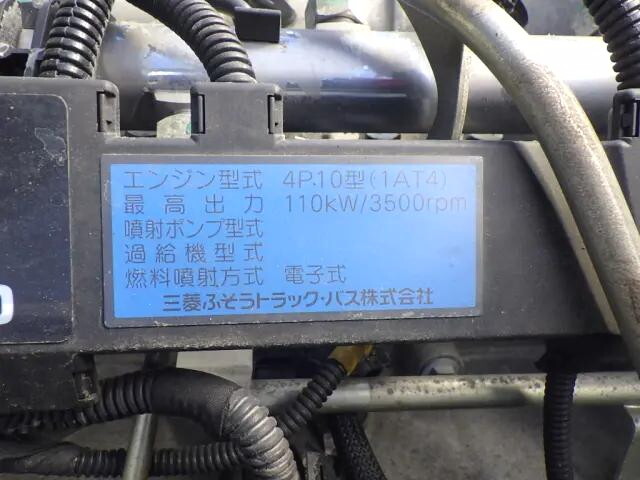 エンジン型式 4P10型(1AT4)
最高出力 110kW/3500rpm
噴射ポンプ型式
過給機型式
燃料噴射方式 電子式
三菱ふそうトラック・バス株式会社